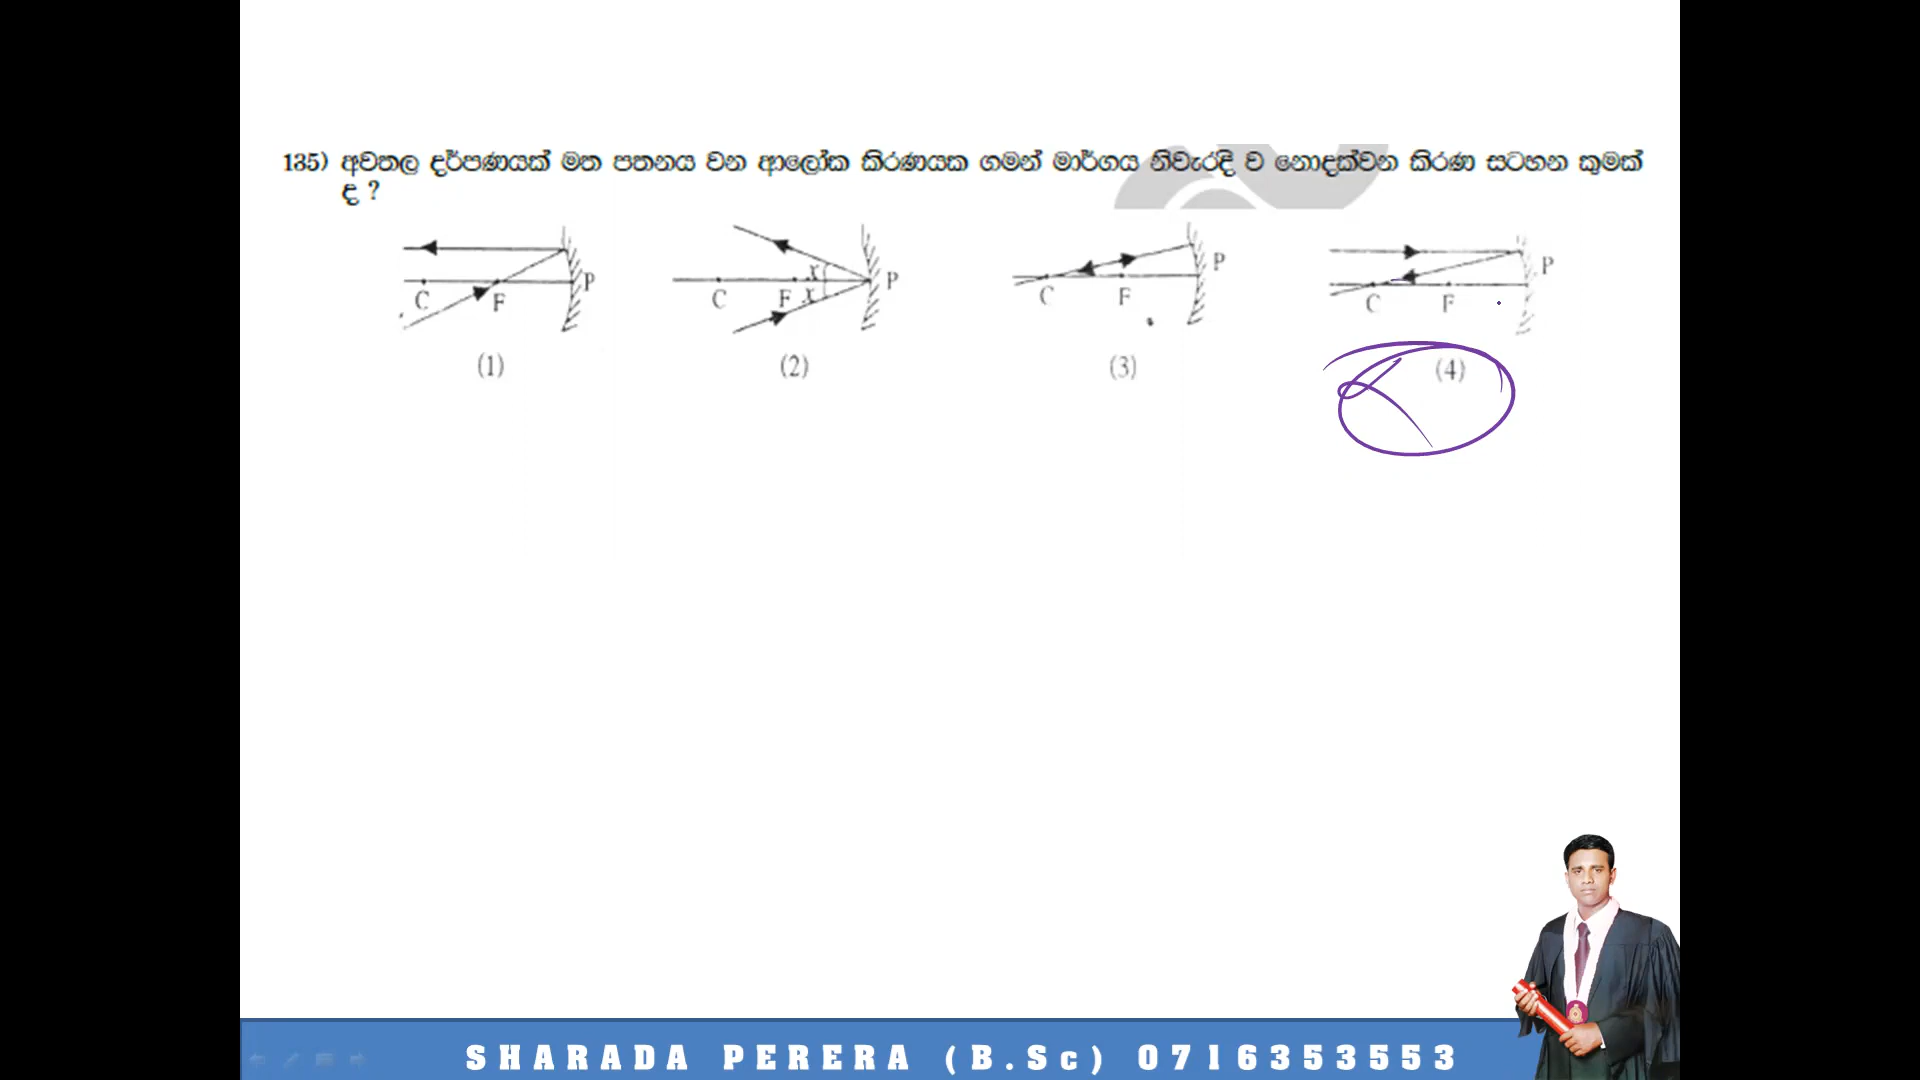 135) අවතල දර්පණයක් මත පතනය වන ආලෝක කිරණයක ගමන් මාර්ගය නිවැරදි ව නොදක්වන කිරණ සටහන කුමක්
ද ?
C F P
x
x
C F P
C F P
C F P
(1) (2) (3) (4)
SHARADA PERERA (B.Sc) 0716353553